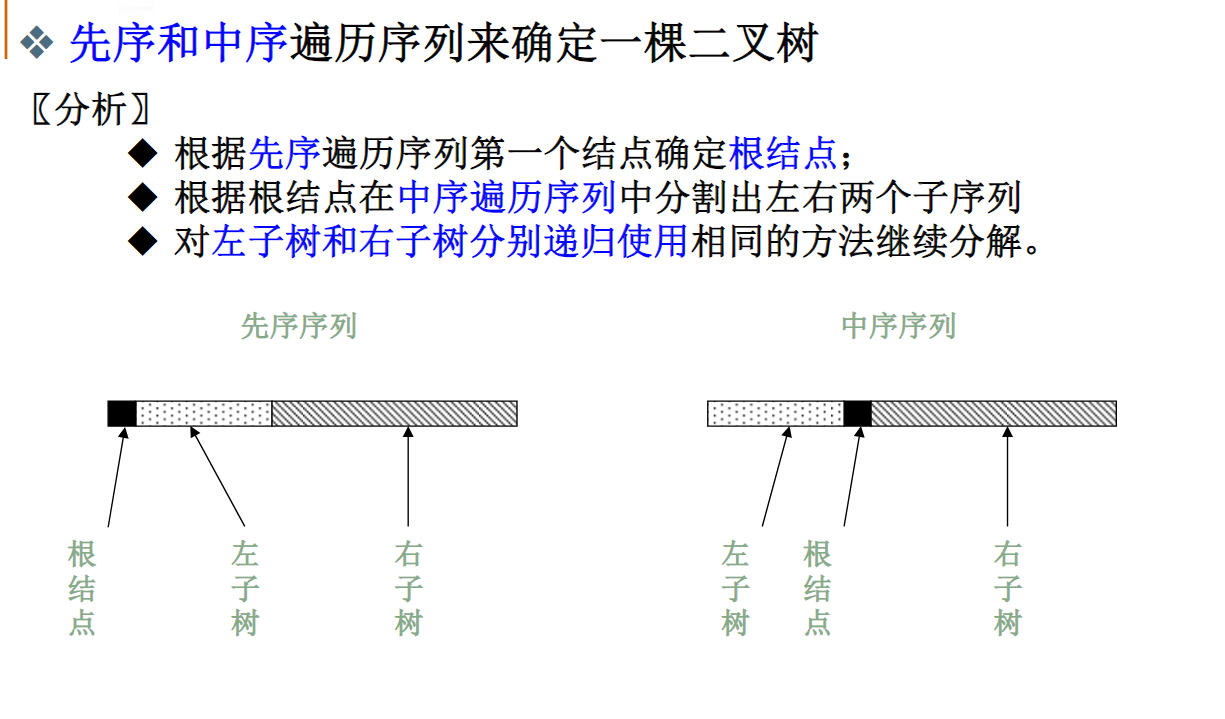 先序和中序遍历序列来确定一棵二叉树
〖分析〗
根据先序遍历序列第一个结点确定根结点；
根据根结点在中序遍历序列中分割出左右两个子序列
对左子树和右子树分别递归使用相同的方法继续分解。
先序序列
中序序列
根结点
左子树
右子树
左子树
根结点
右子树